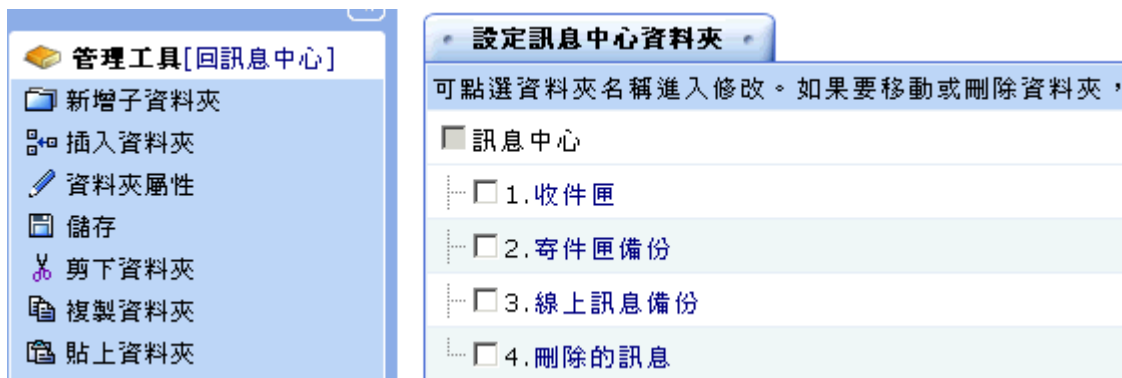 管理工具[回訊息中心]
新增子資料夾
插入資料夾
資料夾屬性
儲存
剪下資料夾
複製資料夾
貼上資料夾
設定訊息中心資料夾
可點選資料夾名稱進入修改。如果要移動或刪除資料夾，
訊息中心
1.收件匣
2.寄件匣備份
3.線上訊息備份
4.刪除的訊息